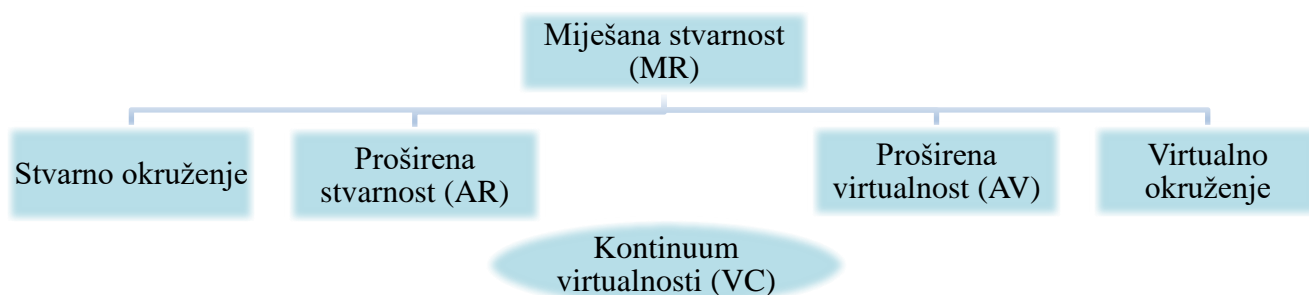 Miješana stvarnost
(MR)
Stvarno okruženje
Proširena
stvarnost (AR)
Proširena
virtualnost (AV)
Virtualno
okruženje
Kontinuum
virtualnosti (VC)